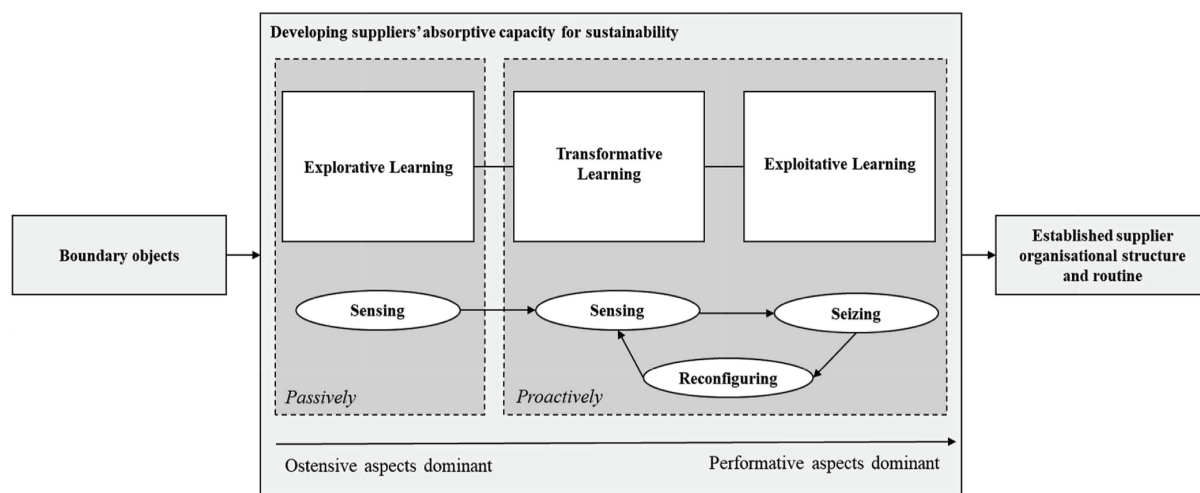 Developing suppliers' absorptive capacity for sustainability
Explorative Learning
Transformative
Learning
Exploitative Learning
Boundary objects
Established supplier
organisational structure
and routine
Sensing
Sensing
Seizing
Reconfiguring
Passively
Proactively
Ostensive aspects dominant
Performative aspects dominant